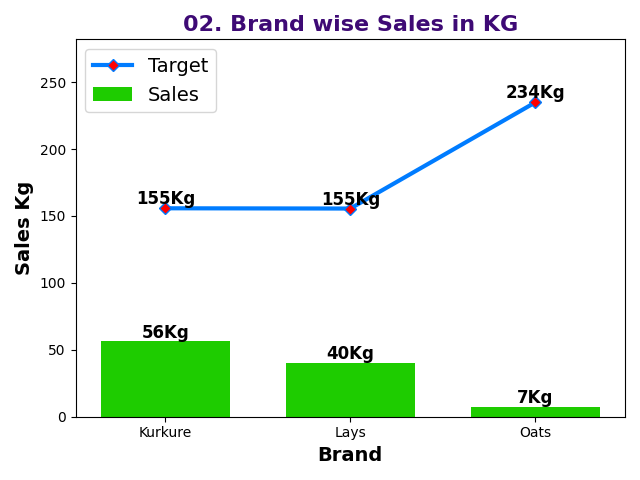 02. Brand wise Sales in KG
Target
Sales
250
200
150
100
50
0
Sales Kg
234Kg
155Kg
155Kg
56Kg
40Kg
7Kg
Kurkure
Lays
Oats
Brand